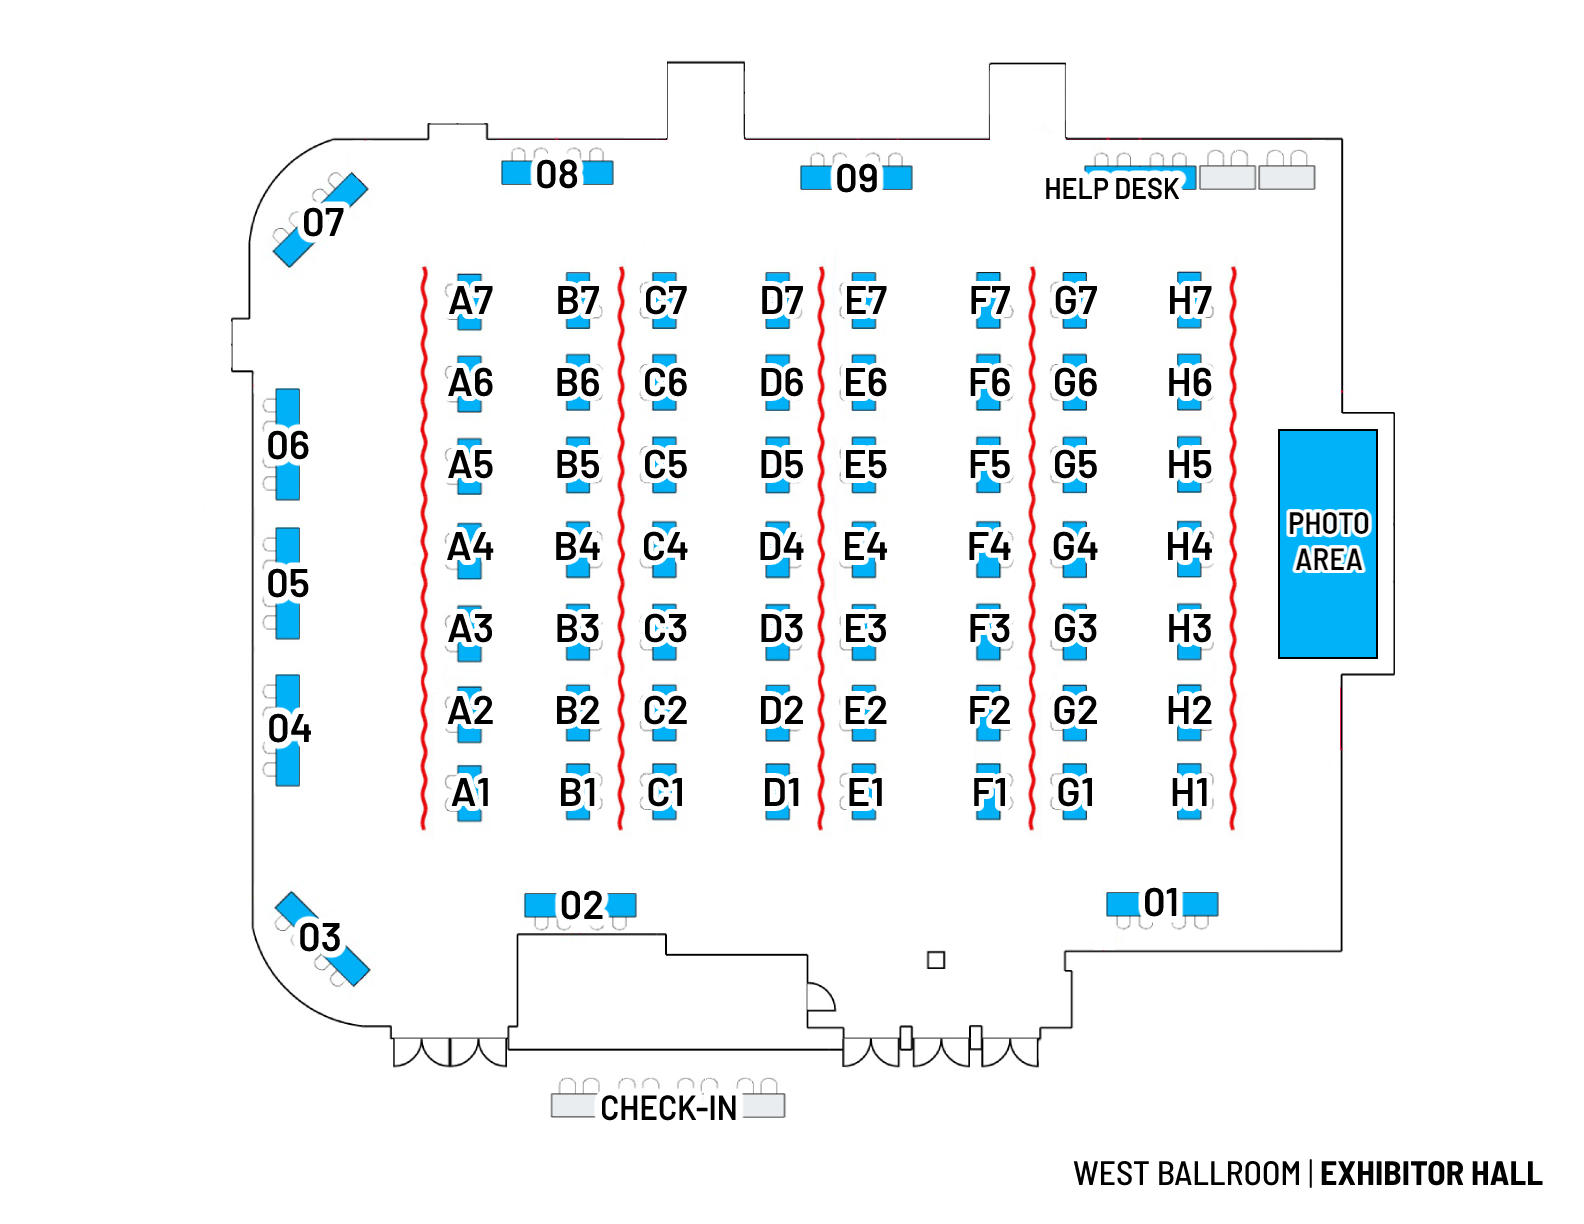 08
09
HELP DESK
07
A7 B7 C7 D7 E7 F7 G7 H7
A6 B6 C6 D6 E6 F6 G6 H6
06
A5 B5 C5 D5 E5 F5 G5 H5
PHOTO
AREA
A4 B4 C4 D4 E4 F4 G4 H4
05
A3 B3 C3 D3 E3 F3 G3 H3
A2 B2 C2 D2 E2 F2 G2 H2
04
A1 B1 C1 D1 E1 F1 G1 H1
02
01
03
CHECK-IN
WEST BALLROOM | EXHIBITOR HALL